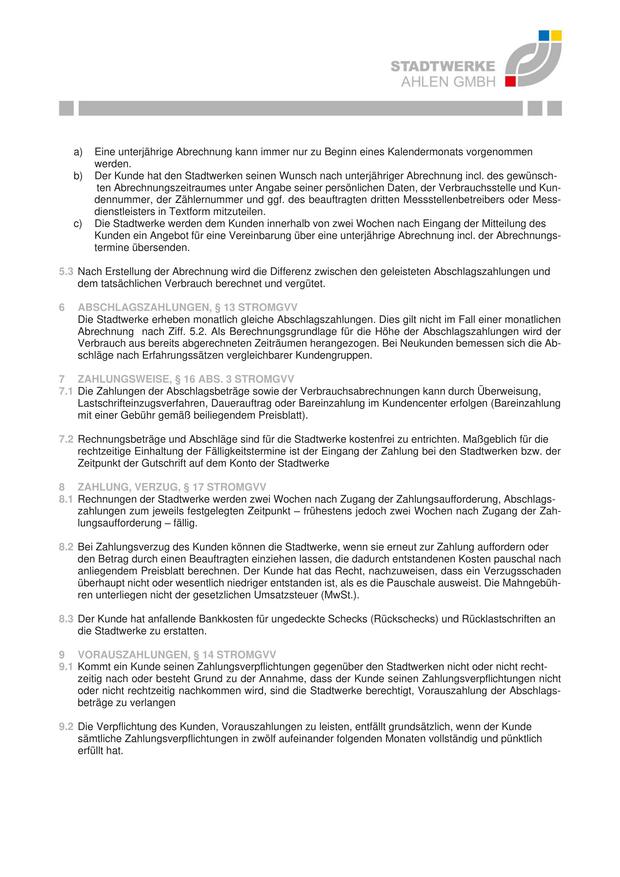 STADTWERKE
AHLEN GMBH
a) Eine unterjährige Abrechnung kann immer nur zu Beginn eines Kalendermonats vorgenommen
werden.
b) Der Kunde hat den Stadtwerken seinen Wunsch nach unterjähriger Abrechnung incl. des gewünsch-
ten Abrechnungszeitraumes unter Angabe seiner persönlichen Daten, der Verbrauchsstelle und Kun-
dennummer, der Zählernummer und ggf. des beauftragten dritten Messstellenbetreibers oder Mess-
dienstleisters in Textform mitzuteilen.
c) Die Stadtwerke werden dem Kunden innerhalb von zwei Wochen nach Eingang der Mitteilung des
Kunden ein Angebot für eine Vereinbarung über eine unterjährige Abrechnung incl. der Abrechnungs-
termine übersenden.
5.3 Nach Erstellung der Abrechnung wird die Differenz zwischen den geleisteten Abschlagszahlungen und
dem tatsächlichen Verbrauch berechnet und vergütet.
6 ABSCHLAGSZAHLUNGEN, § 13 STROMGVV
Die Stadtwerke erheben monatlich gleiche Abschlagszahlungen. Dies gilt nicht im Fall einer monatlichen
Abrechnung nach Ziff. 5.2. Als Berechnungsgrundlage für die Höhe der Abschlagszahlungen wird der
Verbrauch aus bereits abgerechneten Zeiträumen herangezogen. Bei Neukunden bemessen sich die Ab-
schläge nach Erfahrungssätzen vergleichbarer Kundengruppen.
7 ZAHLUNGSWEISE, § 16 ABS. 3 STROMGVV
7.1 Die Zahlungen der Abschlagsbeträge sowie der Verbrauchsabrechnungen kann durch Überweisung,
Lastschrifteinzugsverfahren, Dauerauftrag oder Bareinzahlung im Kundencenter erfolgen (Bareinzahlung
mit einer Gebühr gemäß beiliegendem Preisblatt).
7.2 Rechnungsbeträge und Abschläge sind für die Stadtwerke kostenfrei zu entrichten. Maßgeblich für die
rechtzeitige Einhaltung der Fälligkeitstermine ist der Eingang der Zahlung bei den Stadtwerken bzw. der
Zeitpunkt der Gutschrift auf dem Konto der Stadtwerke
8 ZAHLUNG, VERZUG, § 17 STROMGVV
8.1 Rechnungen der Stadtwerke werden zwei Wochen nach Zugang der Zahlungsaufforderung, Abschlags-
zahlungen zum jeweils festgelegten Zeitpunkt – frühestens jedoch zwei Wochen nach Zugang der Zah-
lungsaufforderung – fällig.
8.2 Bei Zahlungsverzug des Kunden können die Stadtwerke, wenn sie erneut zur Zahlung auffordern oder
den Betrag durch einen Beauftragten einziehen lassen, die dadurch entstandenen Kosten pauschal nach
anliegendem Preisblatt berechnen. Der Kunde hat das Recht, nachzuweisen, dass ein Verzugsschaden
überhaupt nicht oder wesentlich niedriger entstanden ist, als es die Pauschale ausweist. Die Mahngebüh-
ren unterliegen nicht der gesetzlichen Umsatzsteuer (MwSt.).
8.3 Der Kunde hat anfallende Bankkosten für ungedeckte Schecks (Rückschecks) und Rücklastschriften an
die Stadtwerke zu erstatten.
9 VORAUSZAHLUNGEN, § 14 STROMGVV
9.1 Kommt ein Kunde seinen Zahlungsverpflichtungen gegenüber den Stadtwerken nicht oder nicht recht-
zeitig nach oder besteht Grund zu der Annahme, dass der Kunde seinen Zahlungsverpflichtungen nicht
oder nicht rechtzeitig nachkommen wird, sind die Stadtwerke berechtigt, Vorauszahlung der Abschlags-
beträge zu verlangen
9.2 Die Verpflichtung des Kunden, Vorauszahlungen zu leisten, entfällt grundsätzlich, wenn der Kunde
sämtliche Zahlungsverpflichtungen in zwölf aufeinander folgenden Monaten vollständig und pünktlich
erfüllt hat.